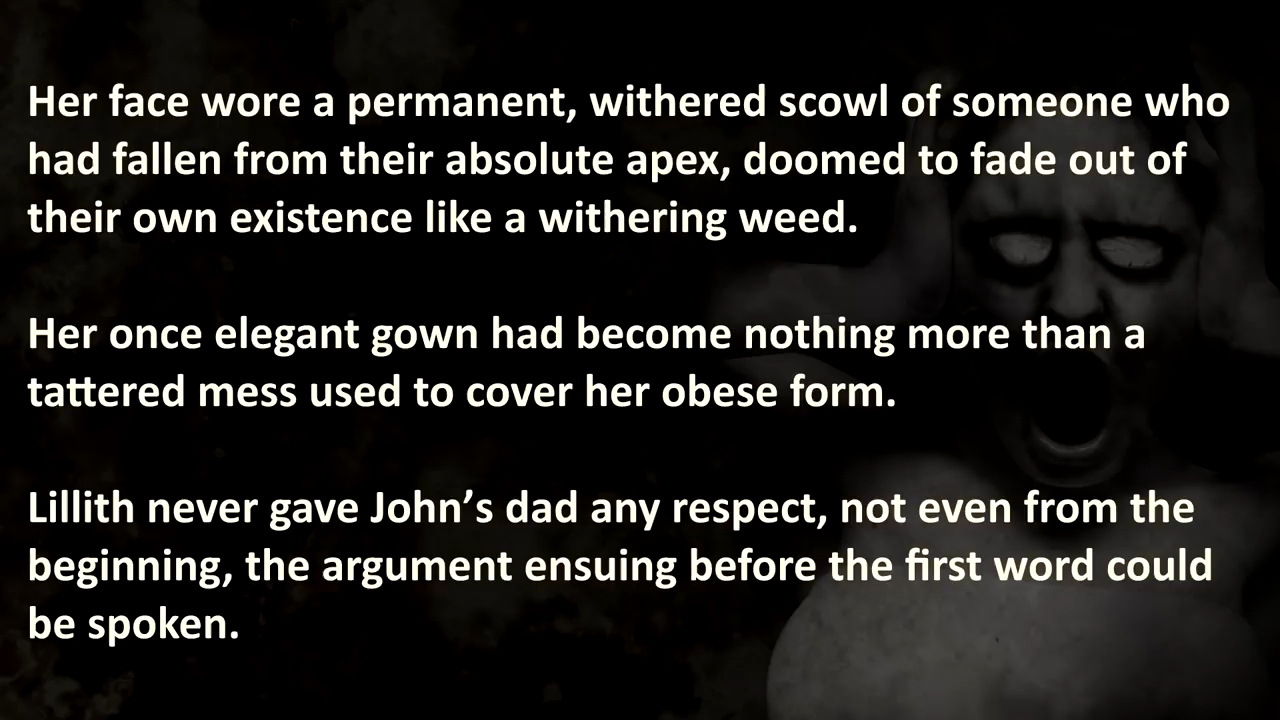 Her face wore a permanent, withered scowl of someone who
had fallen from their absolute apex, doomed to fade out of
their own existence like a withering weed.
Her once elegant gown had become nothing more than a
tattered mess used to cover her obese form.
Lillith never gave John’s dad any respect, not even from the
beginning, the argument ensuing before the first word could
be spoken.